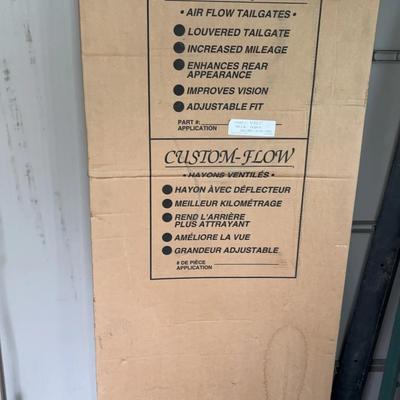 • AIR FLOW TAILGATES •
● LOUVERED TAILGATE
● INCREASED MILEAGE
● ENHANCES REAR
APPEARANCE
● IMPROVES VISION
● ADJUSTABLE FIT
PART #:
APPLICATION
CUSTOM-FLOW
• HAYONS VENTILÉS •
● HAYON AVEC DÉFLECTEUR
● MEILLEUR KILOMÉTRAGE
● REND L'ARRIÈRE
PLUS ATTRAYANT
● AMÉLIORE LA VUE
● GRANDEUR ADJUSTABLE
# DE PIÈCE
APPLICATION